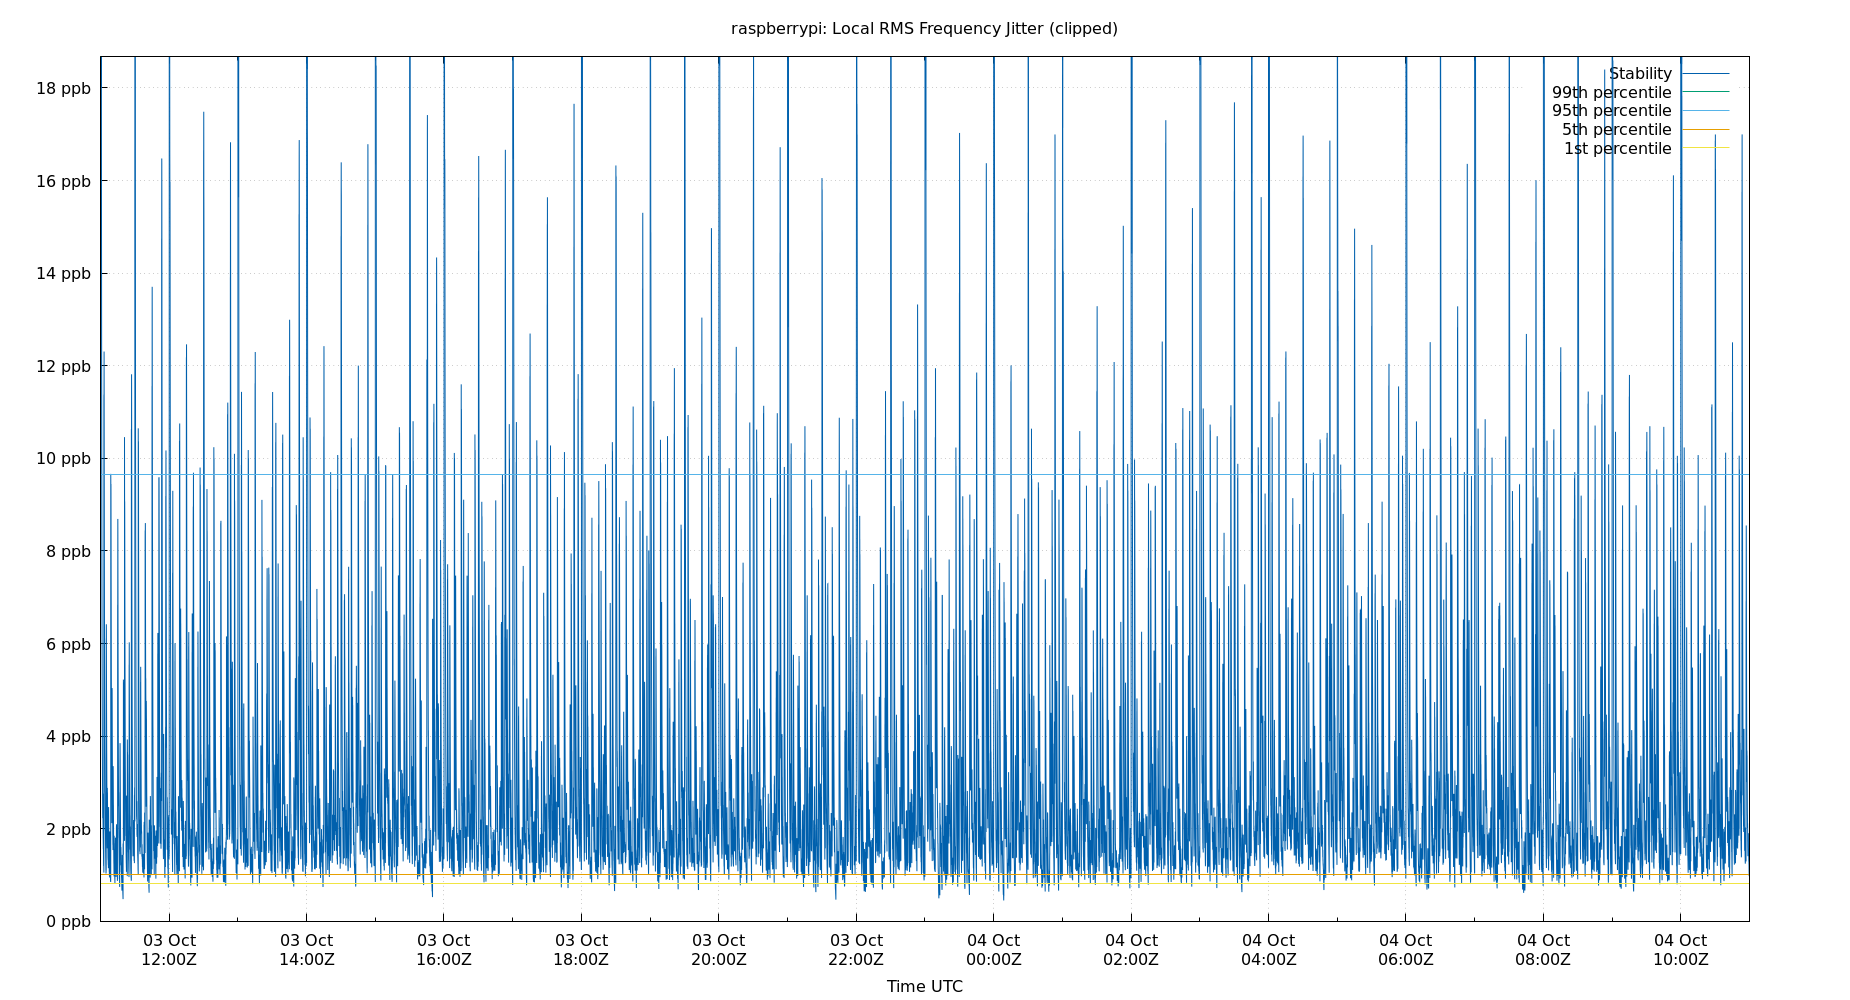 raspberrypi: Local RMS Frequency Jitter (clipped)
18 ppb
16 ppb
14 ppb
12 ppb
10 ppb
8 ppb
6 ppb
4 ppb
2 ppb
0 ppb
Stability
99th percentile
95th percentile
5th percentile
1st percentile
03 Oct 03 Oct 03 Oct 03 Oct 03 Oct 03 Oct 04 Oct 04 Oct 04 Oct 04 Oct 04 Oct 04 Oct
12:00Z 14:00Z 16:00Z 18:00Z 20:00Z 22:00Z 00:00Z 02:00Z 04:00Z 06:00Z 08:00Z 10:00Z
Time UTC